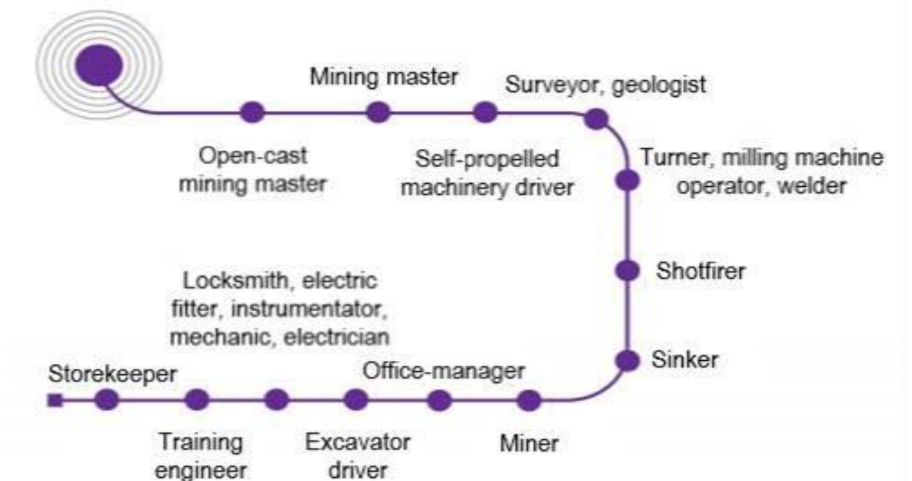 Mining master
Surveyor, geologist
Open-cast
mining master
Self-propelled
machinery driver
Turner, milling machine
operator, welder
Shotfirer
Sinker
Locksmith, electric
fitter, instrumentator,
mechanic, electrician
Storekeeper
Office-manager
Training
engineer
Excavator
driver
Miner